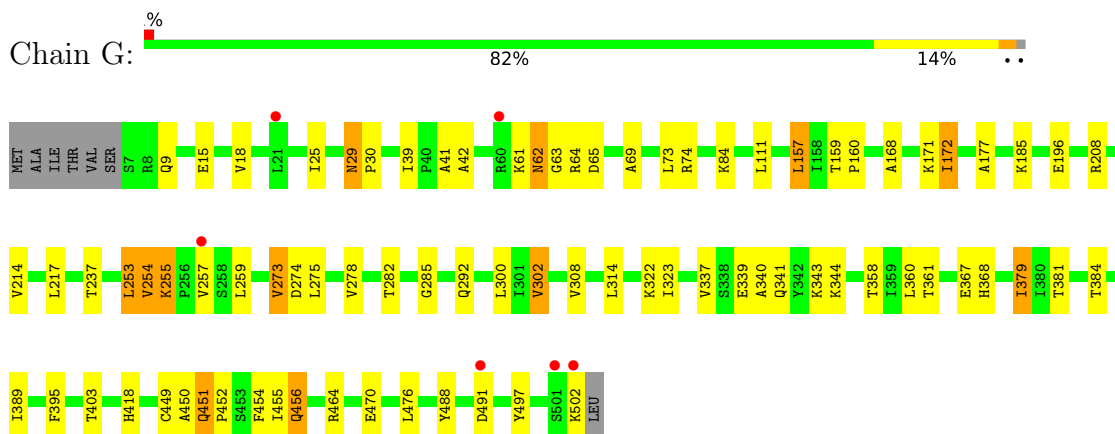 .%
Chain G:
82% 14% • •
MET ALA ILE THR VAL SER S7 R8 Q9 E15 V18 L21 I25 N29 P30 I39 P40 A41 A42 R60 K61 N62 G63 R64 D65 A69 L73 R74 K84 L111 L157 I158 T159 P160 A168 K171 I172 A177 K185 E196 R208
V214 L217 T237 L253 V254 K255 P256 V257 S258 L259 V273 D274 L275 V278 T282 G285 Q292 L300 I301 V302 V308 L314 K322 I323 V337 S338 E339 A340 Q341 Y342 K343 K344 T358 I359 L360 T361 E367 H368 I379 I380 T381 T384
I389 F395 T403 H418 C449 A450 Q451 P452 S453 F454 I455 Q456 R464 E470 L476 Y488 D491 Y497 S501 K502 LEU